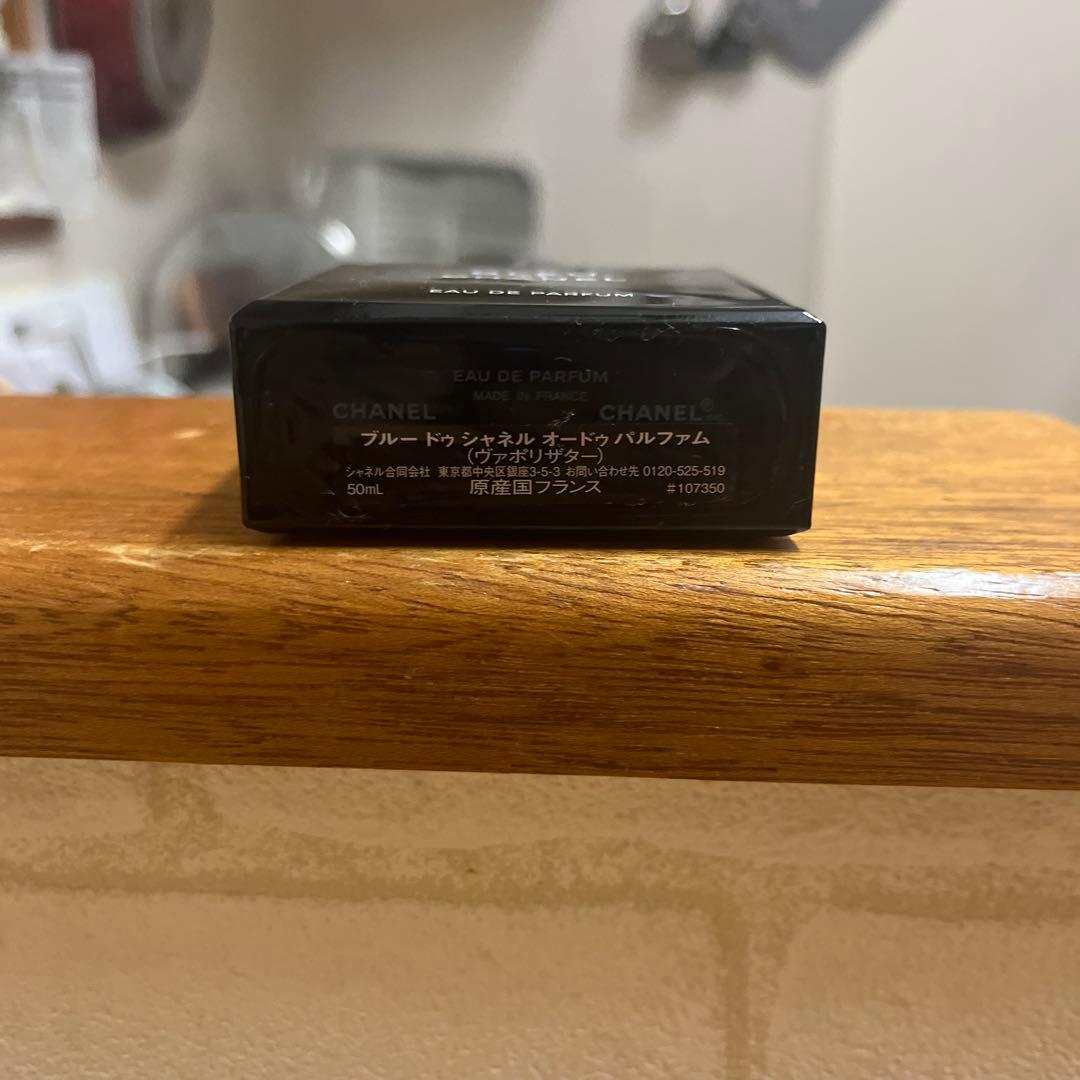 EAU DE PARFUM
EAU DE PARFUM
MADE IN FRANCE
CHANEL CHANEL®
ブルー ドゥ シャネル オードゥ パルファム
(ヴァポリザター)
シャネル合同会社 東京都中央区銀座3-5-3 お問い合わせ先 0120-525-519
50mL 原産国フランス #107350